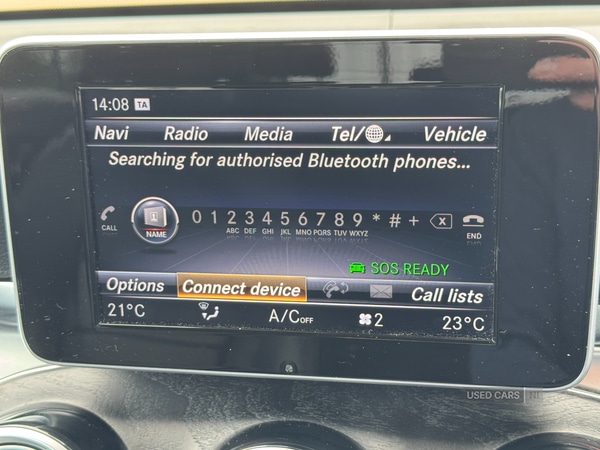 14:08 TA
Navi Radio Media Tel/ Vehicle
Searching for authorised Bluetooth phones...
0 1 2 3 4 5 6 7 8 9 * # + X
CALL NAME ABC DEF GHI JKL MNO PQRS TUV WXYZ END
SOS READY
Options Connect device Call lists
21°C A/C OFF 2 23°C
USED CARS NI